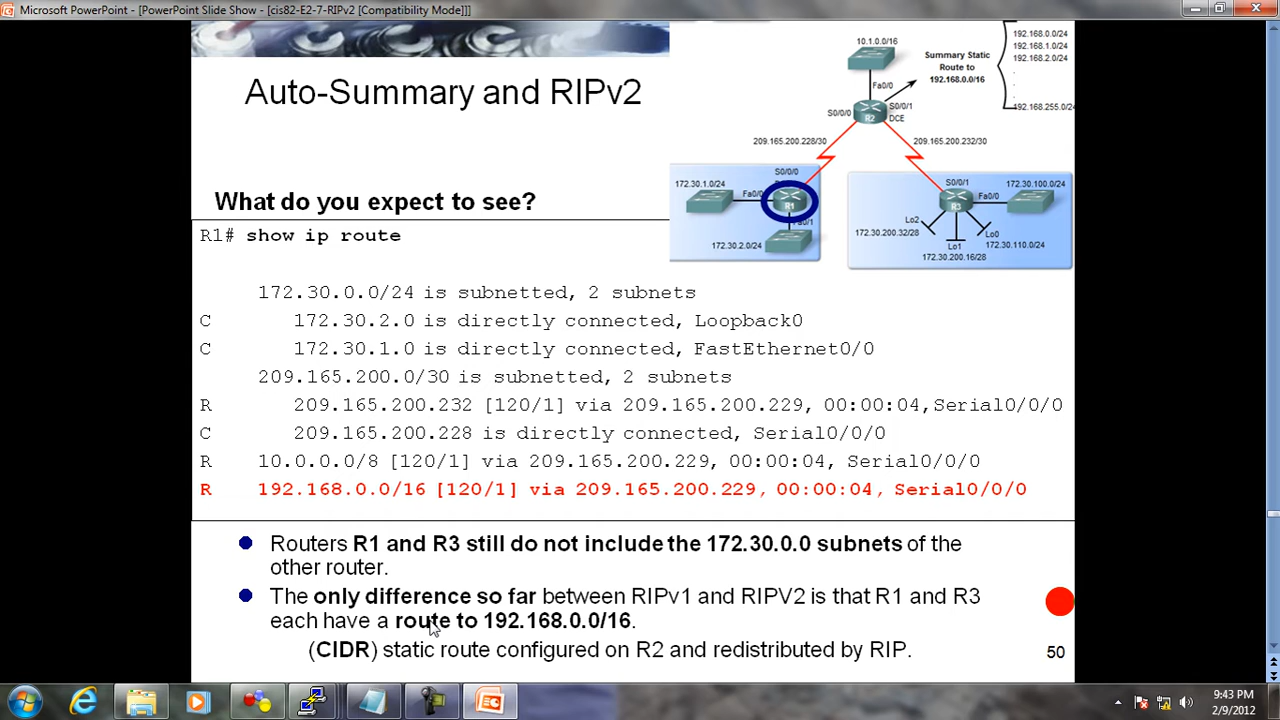 Microsoft PowerPoint - [PowerPoint Slide Show - [cis82-E2-7-RIPv2 [Compatibility Mode]]]
Auto-Summary and RIPv2
10.1.0.0/16
Summary Static
Route to
192.168.0.0/16
192.168.0.0/24
192.168.1.0/24
192.168.2.0/24
.
.
.
192.168.255.0/24
Fa0/0
S0/0/0
R2
S0/0/1
DCE
209.165.200.228/30
209.165.200.232/30
S0/0/0
172.30.1.0/24
Fa0/0
R1
172.30.2.0/24
S0/0/1
172.30.100.0/24
R3
Fa0/0
Lo2
Lo0
172.30.200.32/28
Lo1
172.30.110.0/24
172.30.200.16/28
What do you expect to see?
R1# show ip route
172.30.0.0/24 is subnetted, 2 subnets
C 172.30.2.0 is directly connected, Loopback0
C 172.30.1.0 is directly connected, FastEthernet0/0
209.165.200.0/30 is subnetted, 2 subnets
R 209.165.200.232 [120/1] via 209.165.200.229, 00:00:04,Serial0/0/0
C 209.165.200.228 is directly connected, Serial0/0/0
R 10.0.0.0/8 [120/1] via 209.165.200.229, 00:00:04, Serial0/0/0
R 192.168.0.0/16 [120/1] via 209.165.200.229, 00:00:04, Serial0/0/0
Routers R1 and R3 still do not include the 172.30.0.0 subnets of the
other router.
The only difference so far between RIPv1 and RIPV2 is that R1 and R3
each have a route to 192.168.0.0/16.
(CIDR) static route configured on R2 and redistributed by RIP.
50
9:43 PM
2/9/2012